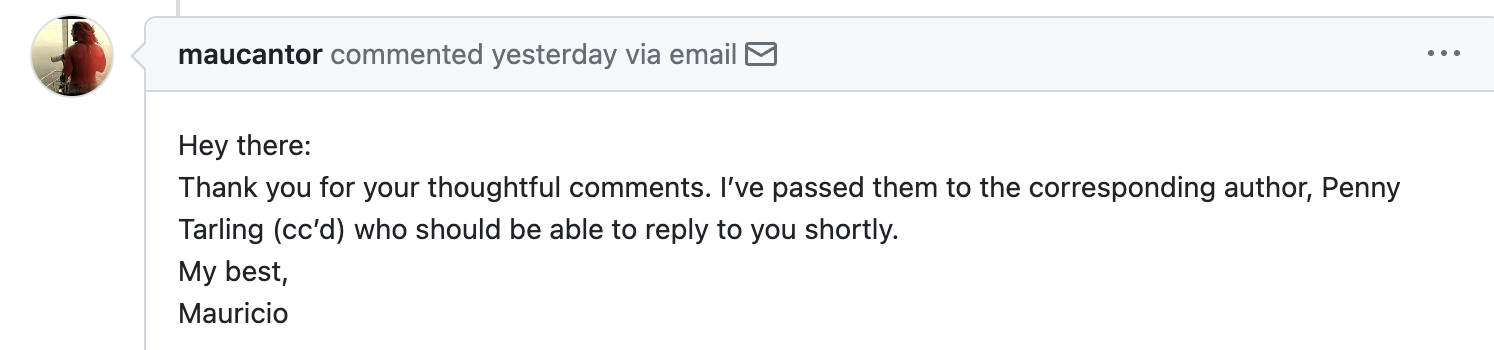 maucantor commented yesterday via email
Hey there:
Thank you for your thoughtful comments. I’ve passed them to the corresponding author, Penny
Tarling (cc’d) who should be able to reply to you shortly.
My best,
Mauricio